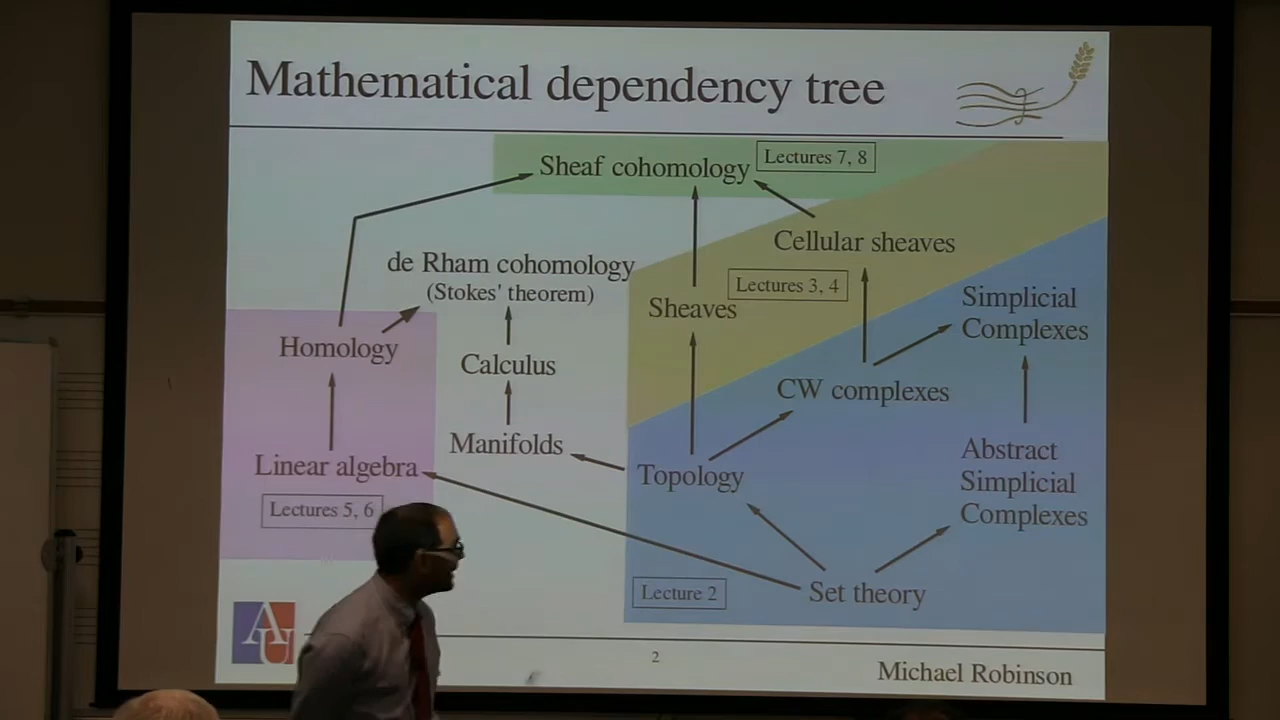 Mathematical dependency tree
Sheaf cohomology
Lectures 7, 8
Cellular sheaves
de Rham cohomology
(Stokes' theorem)
Lectures 3, 4
Sheaves
Simplicial
Complexes
Homology
Calculus
CW complexes
Manifolds
Linear algebra
Topology
Abstract
Simplicial
Complexes
Lectures 5, 6
Lecture 2
Set theory
AU
2
Michael Robinson